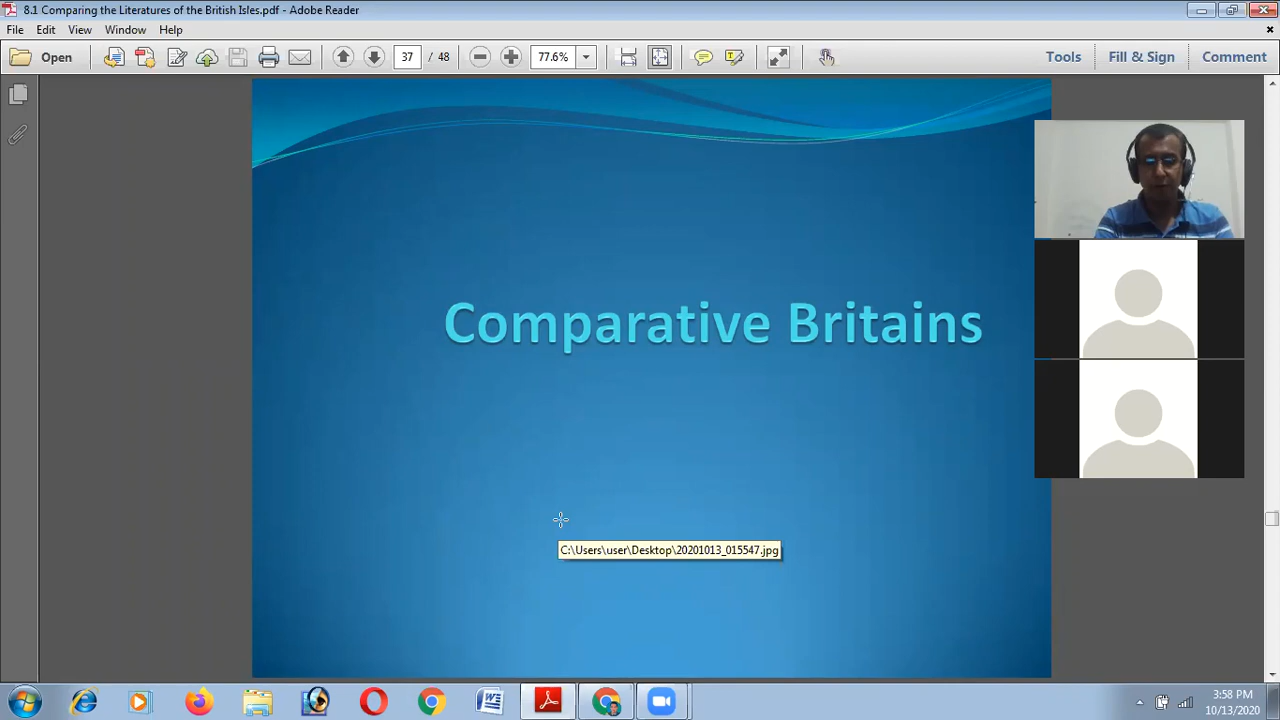 8.1 Comparing the Literatures of the British Isles.pdf - Adobe Reader
File Edit View Window Help
Open 37 / 48 77.6% Tools Fill & Sign Comment
Comparative Britains
C:\Users\user\Desktop\20201013_015547.jpg
3:58 PM
10/13/2020